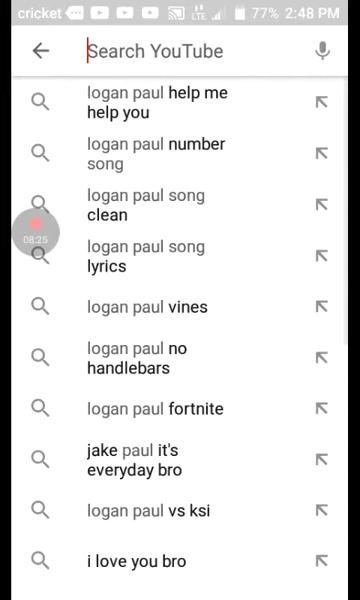 cricket LTE 77% 2:48 PM
Search YouTube
logan paul help me
help you
logan paul number
song
logan paul song
clean
08:25
logan paul song
lyrics
logan paul vines
logan paul no
handlebars
logan paul fortnite
jake paul it's
everyday bro
logan paul vs ksi
i love you bro